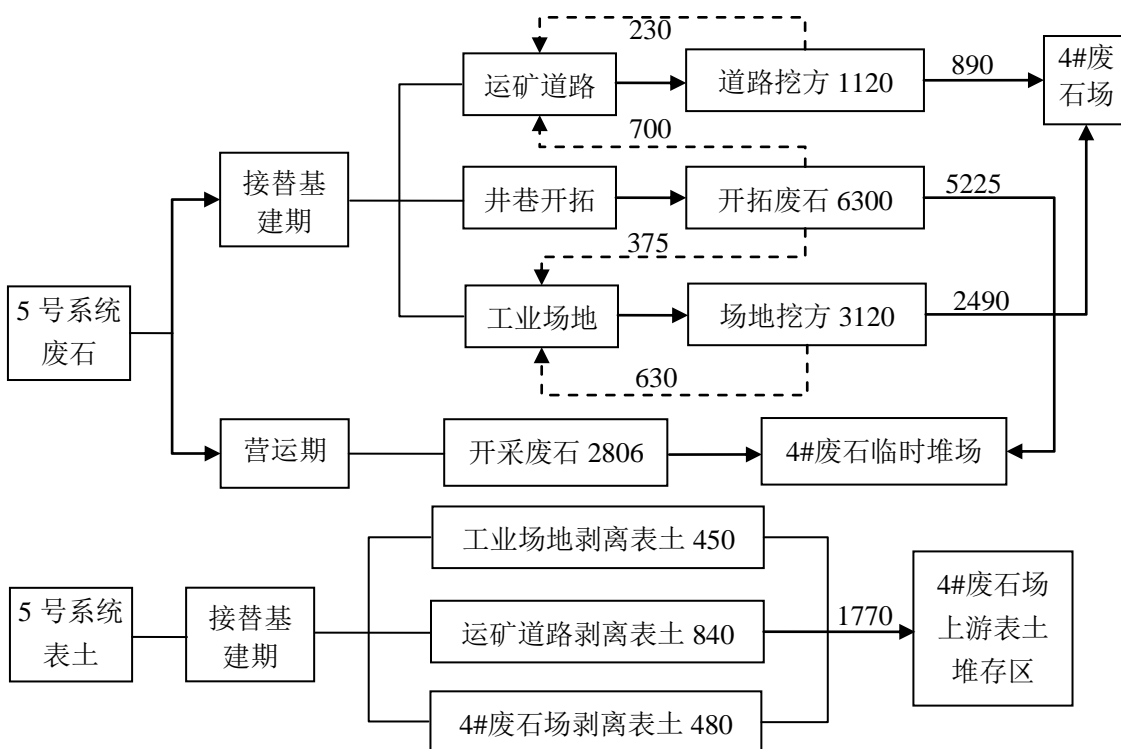 230
运矿道路
道路挖方 1120
890
4#废
石场
700
接替基
建期
井巷开拓
开拓废石 6300
5225
375
5 号系统
废石
工业场地
场地挖方 3120
2490
630
营运期
开采废石 2806
4#废石临时堆场
工业场地剥离表土 450
5 号系统
表土
接替基
建期
运矿道路剥离表土 840
1770
4#废石场
上游表土
堆存区
4#废石场剥离表土 480